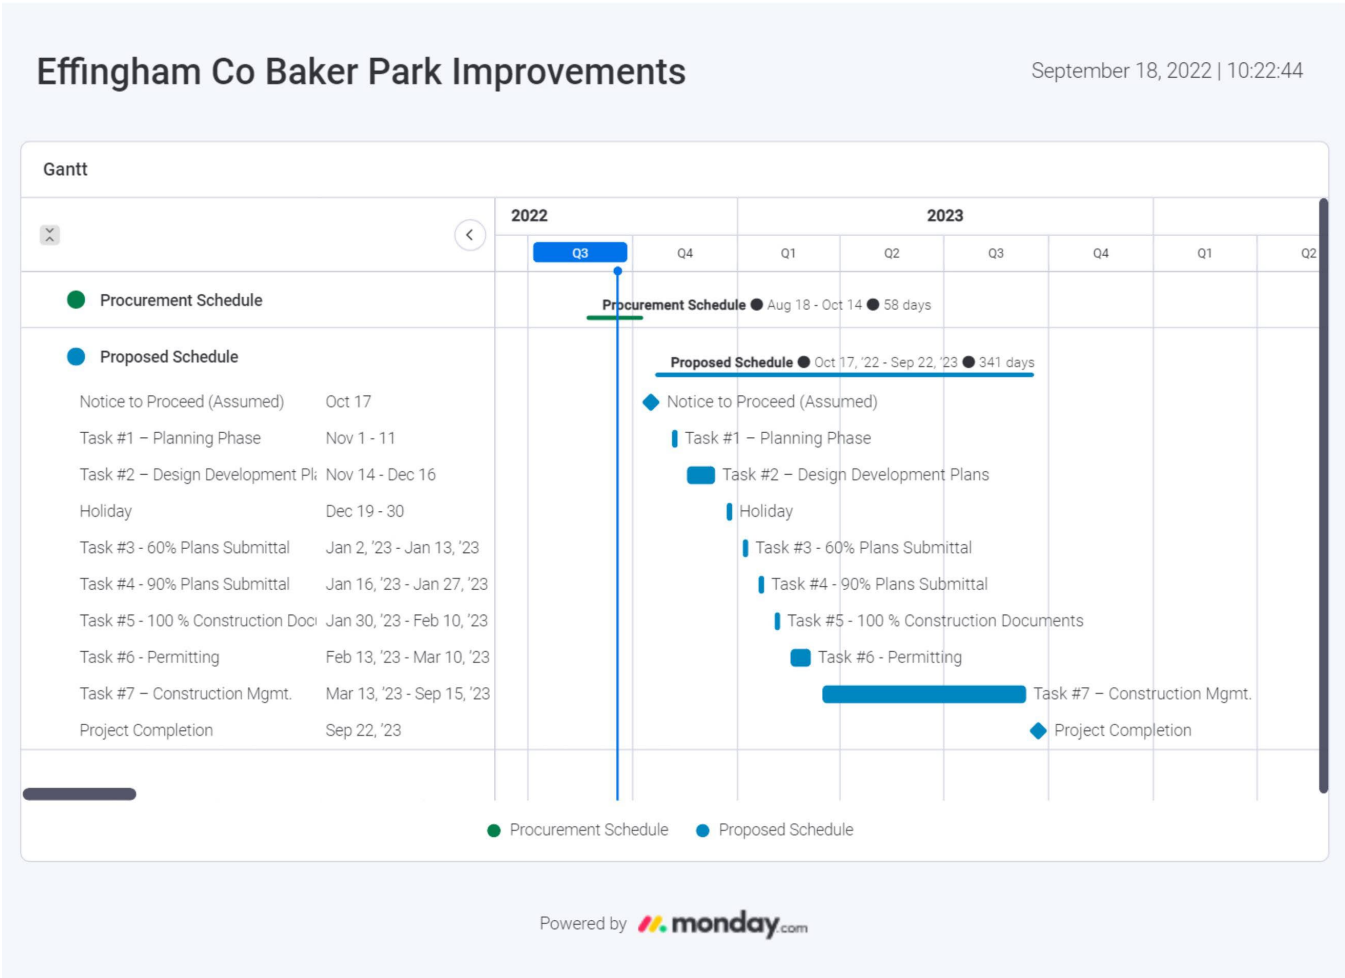 Effingham Co Baker Park Improvements
September 18, 2022 | 10:22:44
Gantt
2022 2023
Q3 Q4 Q1 Q2 Q3 Q4 Q1 Q2
Procurement Schedule
Procurement Schedule ● Aug 18 - Oct 14 ● 58 days
Proposed Schedule
Proposed Schedule ● Oct 17, '22 - Sep 22, '23 ● 341 days
Notice to Proceed (Assumed) Oct 17 Notice to Proceed (Assumed)
Task #1 – Planning Phase Nov 1 - 11 Task #1 – Planning Phase
Task #2 – Design Development Pl Nov 14 - Dec 16 Task #2 – Design Development Plans
Holiday Dec 19 - 30 Holiday
Task #3 - 60% Plans Submittal Jan 2, '23 - Jan 13, '23 Task #3 - 60% Plans Submittal
Task #4 - 90% Plans Submittal Jan 16, '23 - Jan 27, '23 Task #4 - 90% Plans Submittal
Task #5 - 100 % Construction Doc Jan 30, '23 - Feb 10, '23 Task #5 - 100 % Construction Documents
Task #6 - Permitting Feb 13, '23 - Mar 10, '23 Task #6 - Permitting
Task #7 – Construction Mgmt. Mar 13, '23 - Sep 15, '23 Task #7 – Construction Mgmt.
Project Completion Sep 22, '23 Project Completion
Procurement Schedule Proposed Schedule
Powered by monday.com